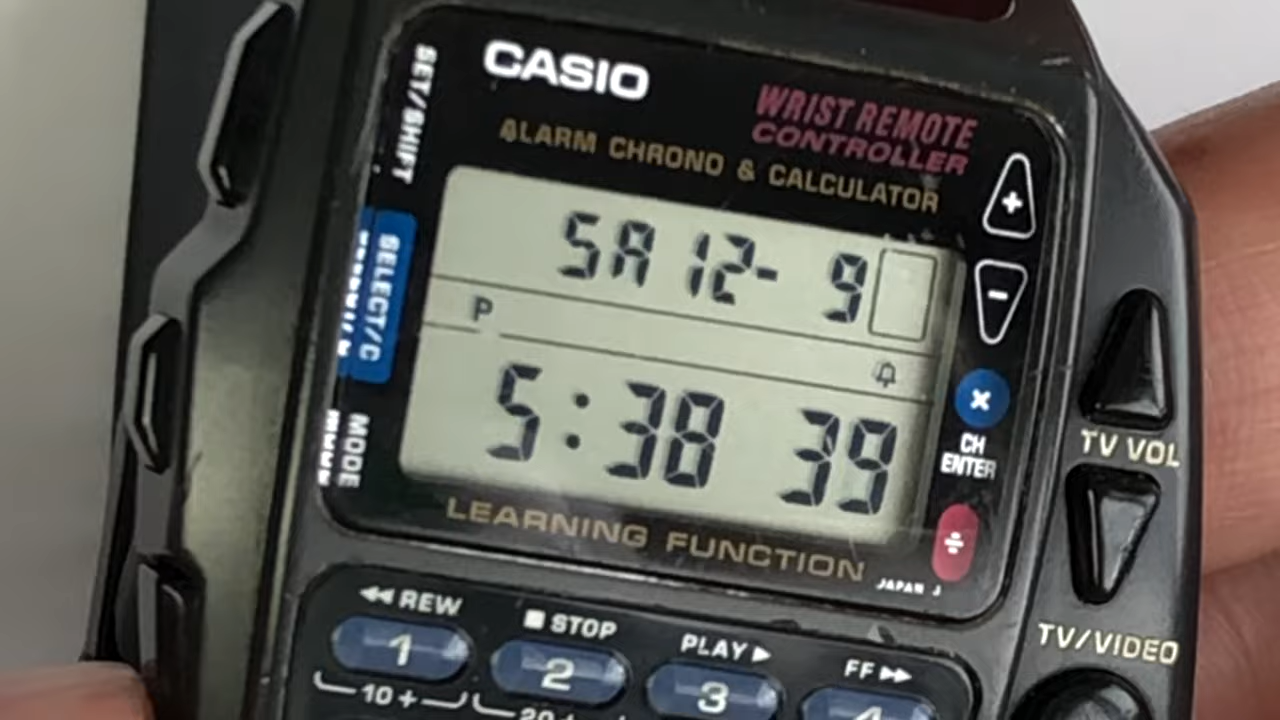 CASIO
WRIST REMOTE
CONTROLLER
ALARM CHRONO & CALCULATOR
SET/SHIFT
SA 12- 9
SELECT/C
P
5:38 39
MODE
+
-
×
CH
ENTER
÷
TV VOL
LEARNING FUNCTION
JAPAN J
TV/VIDEO
◀◀ REW
■ STOP
PLAY ▶
FF ▶▶
1
2
3
4
10+
20+